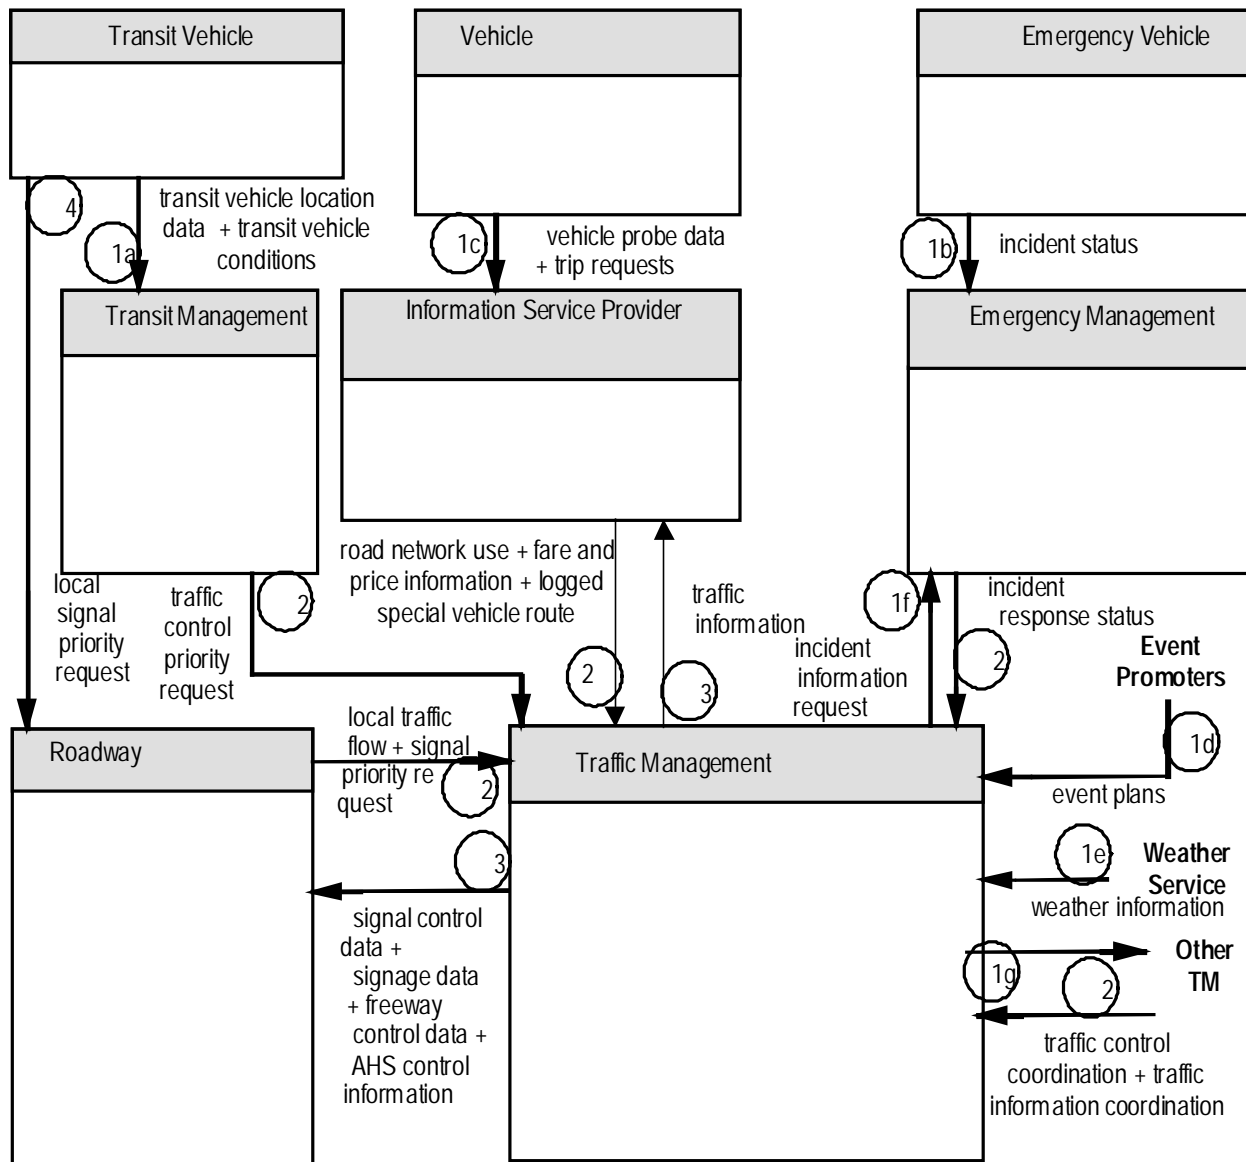 Transit Vehicle
Vehicle
Emergency Vehicle
4
1a
transit vehicle location
data + transit vehicle
conditions
1c
vehicle probe data
+ trip requests
1b
incident status
Transit Management
Information Service Provider
Emergency Management
local
signal
priority
request
traffic
control
priority
request
2
road network use + fare and
price information + logged
special vehicle route
2
traffic
information
3
incident
information
request
1f
incident
response status
2
Event
Promoters
1d
event plans
Roadway
local traffic
flow + signal
priority re
quest
2
Traffic Management
3
signal control
data +
signage data
+ freeway
control data +
AHS control
information
1e
Weather
Service
weather information
Other
TM
1g
2
traffic control
coordination + traffic
information coordination